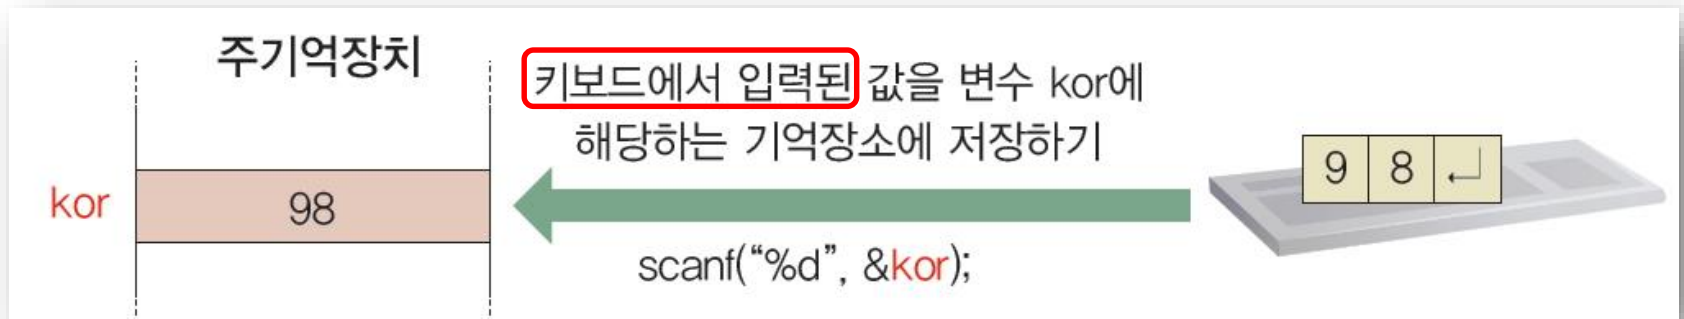 주기억장치
키보드에서 입력된 값을 변수 kor에
해당하는 기억장소에 저장하기
9 8 ↵
kor
98
scanf(“%d”, &kor);